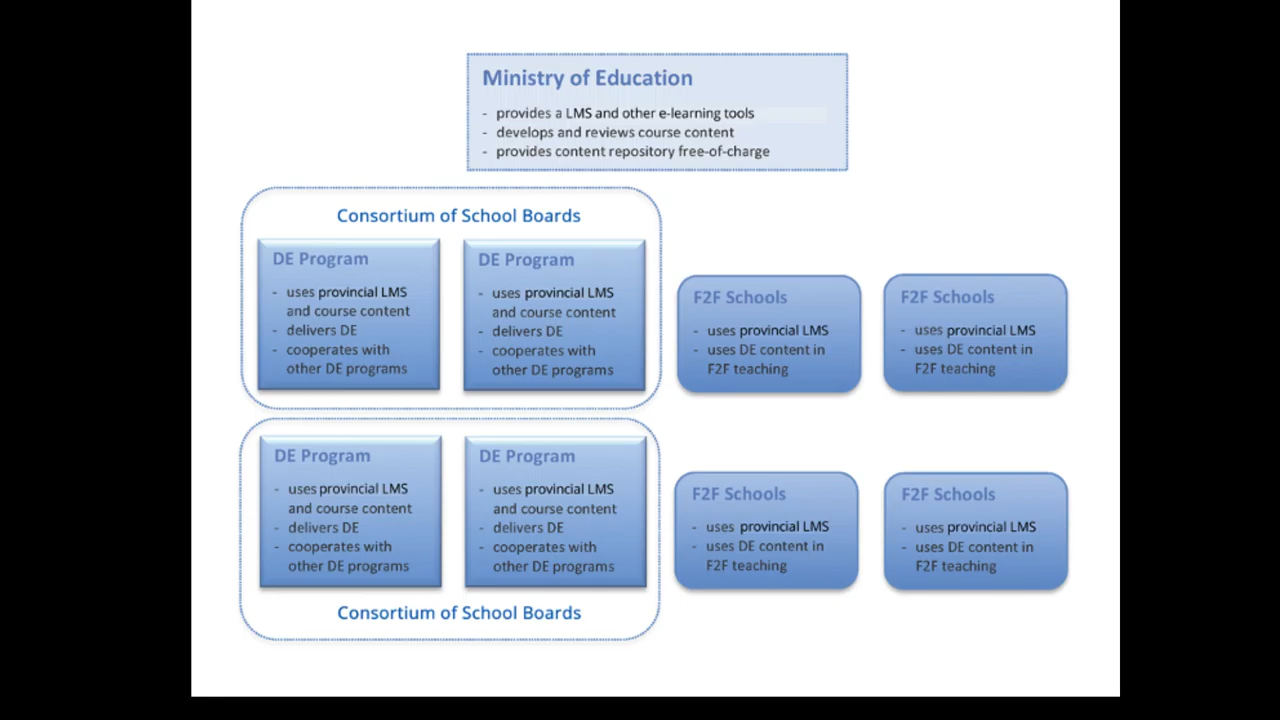 Ministry of Education
- provides a LMS and other e-learning tools
- develops and reviews course content
- provides content repository free-of-charge
Consortium of School Boards
DE Program
- uses provincial LMS
and course content
- delivers DE
- cooperates with
other DE programs
DE Program
- uses provincial LMS
and course content
- delivers DE
- cooperates with
other DE programs
F2F Schools
- uses provincial LMS
- uses DE content in
F2F teaching
F2F Schools
- uses provincial LMS
- uses DE content in
F2F teaching
DE Program
- uses provincial LMS
and course content
- delivers DE
- cooperates with
other DE programs
DE Program
- uses provincial LMS
and course content
- delivers DE
- cooperates with
other DE programs
Consortium of School Boards
F2F Schools
- uses provincial LMS
- uses DE content in
F2F teaching
F2F Schools
- uses provincial LMS
- uses DE content in
F2F teaching